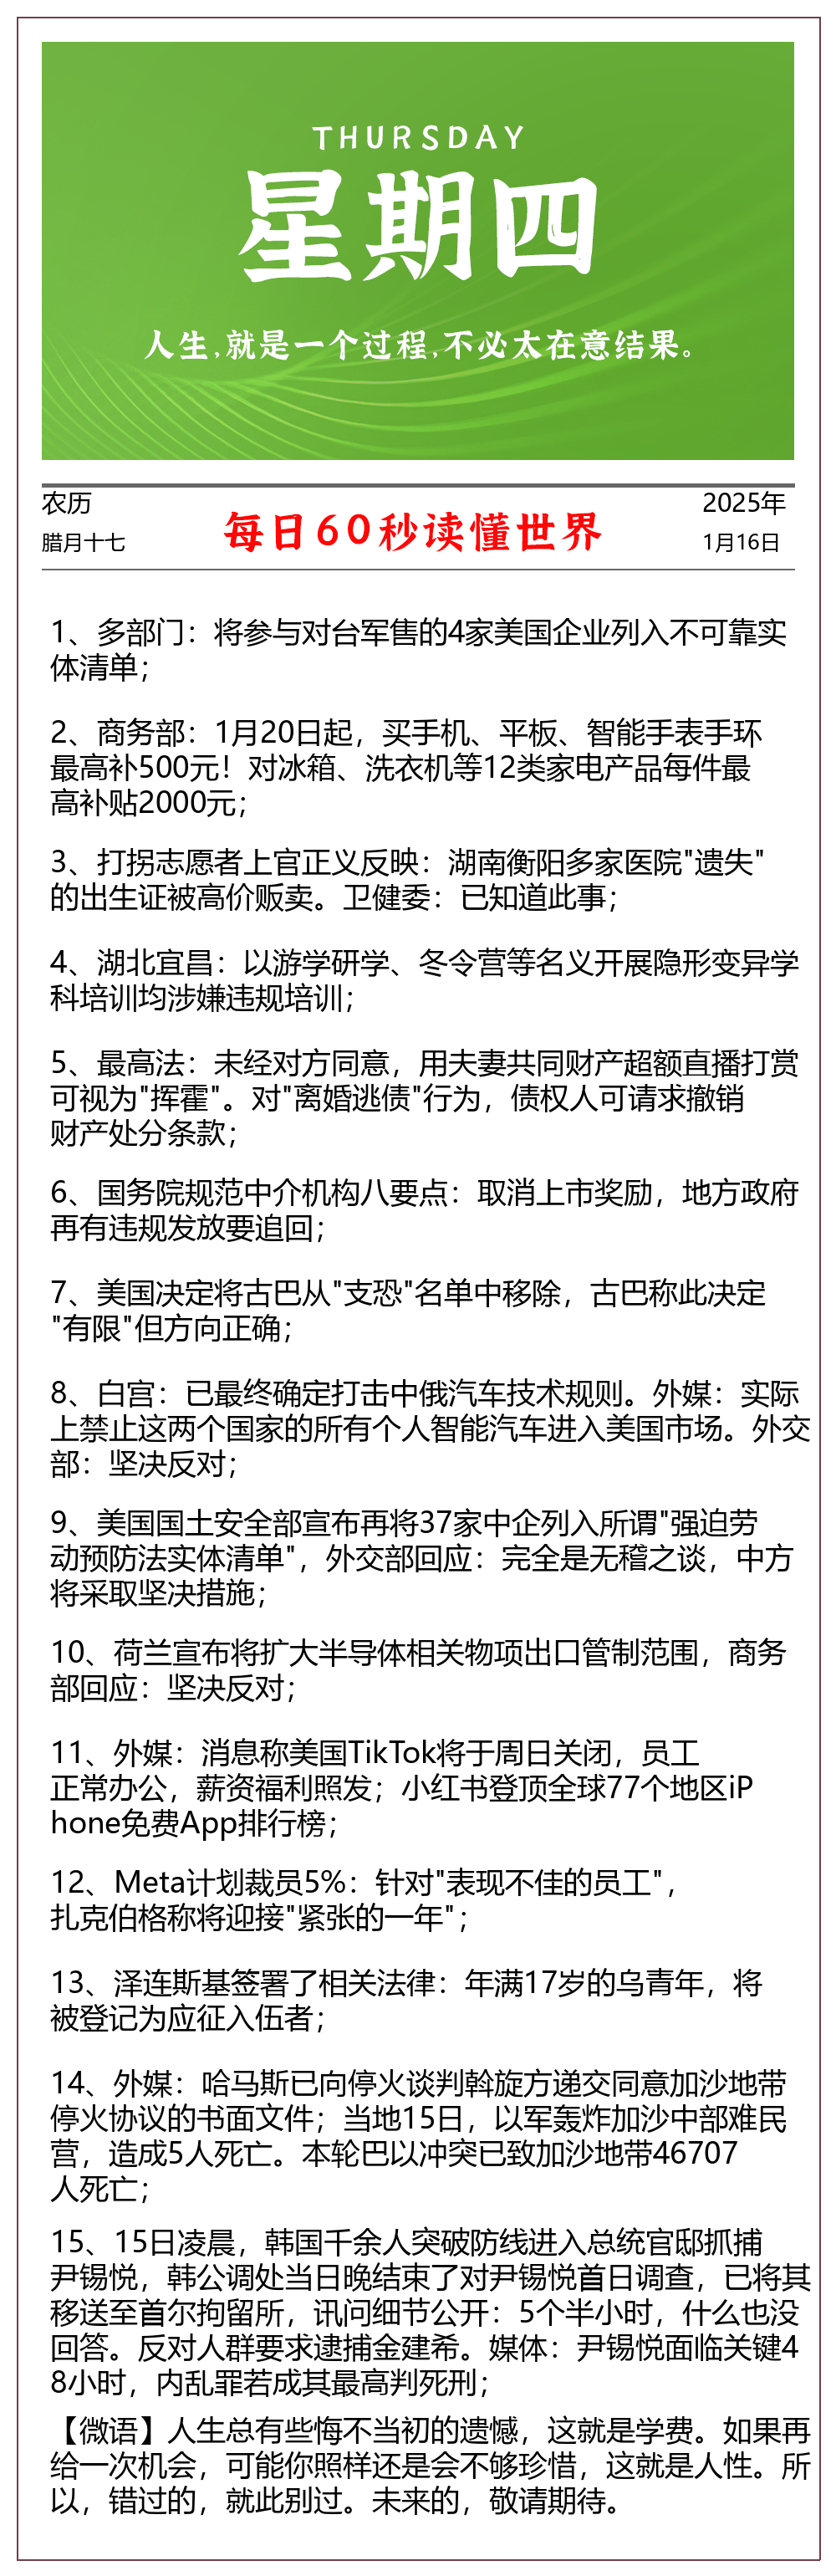 THURSDAY
星期四
人生,就是一个过程,不必太在意结果。
农历
腊月十七
每日60秒读懂世界
2025年
1月16日
1、多部门：将参与对台军售的4家美国企业列入不可靠实
体清单；
2、商务部：1月20日起，买手机、平板、智能手表手环
最高补500元！对冰箱、洗衣机等12类家电产品每件最
高补贴2000元；
3、打拐志愿者上官正义反映：湖南衡阳多家医院"遗失"
的出生证被高价贩卖。卫健委：已知道此事；
4、湖北宜昌：以游学研学、冬令营等名义开展隐形变异学
科培训均涉嫌违规培训；
5、最高法：未经对方同意，用夫妻共同财产超额直播打赏
可视为"挥霍"。对"离婚逃债"行为，债权人可请求撤销
财产处分条款；
6、国务院规范中介机构八要点：取消上市奖励，地方政府
再有违规发放要追回；
7、美国决定将古巴从"支恐"名单中移除，古巴称此决定
"有限"但方向正确；
8、白宫：已最终确定打击中俄汽车技术规则。外媒：实际
上禁止这两个国家的所有个人智能汽车进入美国市场。外交
部：坚决反对；
9、美国国土安全部宣布再将37家中企列入所谓"强迫劳
动预防法实体清单"，外交部回应：完全是无稽之谈，中方
将采取坚决措施；
10、荷兰宣布将扩大半导体相关物项出口管制范围，商务
部回应：坚决反对；
11、外媒：消息称美国TikTok将于周日关闭，员工
正常办公，薪资福利照发；小红书登顶全球77个地区iP
hone免费App排行榜；
12、Meta计划裁员5%：针对"表现不佳的员工"，
扎克伯格称将迎接"紧张的一年"；
13、泽连斯基签署了相关法律：年满17岁的乌青年，将
被登记为应征入伍者；
14、外媒：哈马斯已向停火谈判斡旋方递交同意加沙地带
停火协议的书面文件；当地15日，以军轰炸加沙中部难民
营，造成5人死亡。本轮巴以冲突已致加沙地带46707
人死亡；
15、15日凌晨，韩国千余人突破防线进入总统官邸抓捕
尹锡悦，韩公调处当日晚结束了对尹锡悦首日调查，已将其
移送至首尔拘留所，讯问细节公开：5个半小时，什么也没
回答。反对人群要求逮捕金建希。媒体：尹锡悦面临关键4
8小时，内乱罪若成其最高判死刑；
【微语】人生总有些悔不当初的遗憾，这就是学费。如果再
给一次机会，可能你照样还是会不够珍惜，这就是人性。所
以，错过的，就此别过。未来的，敬请期待。